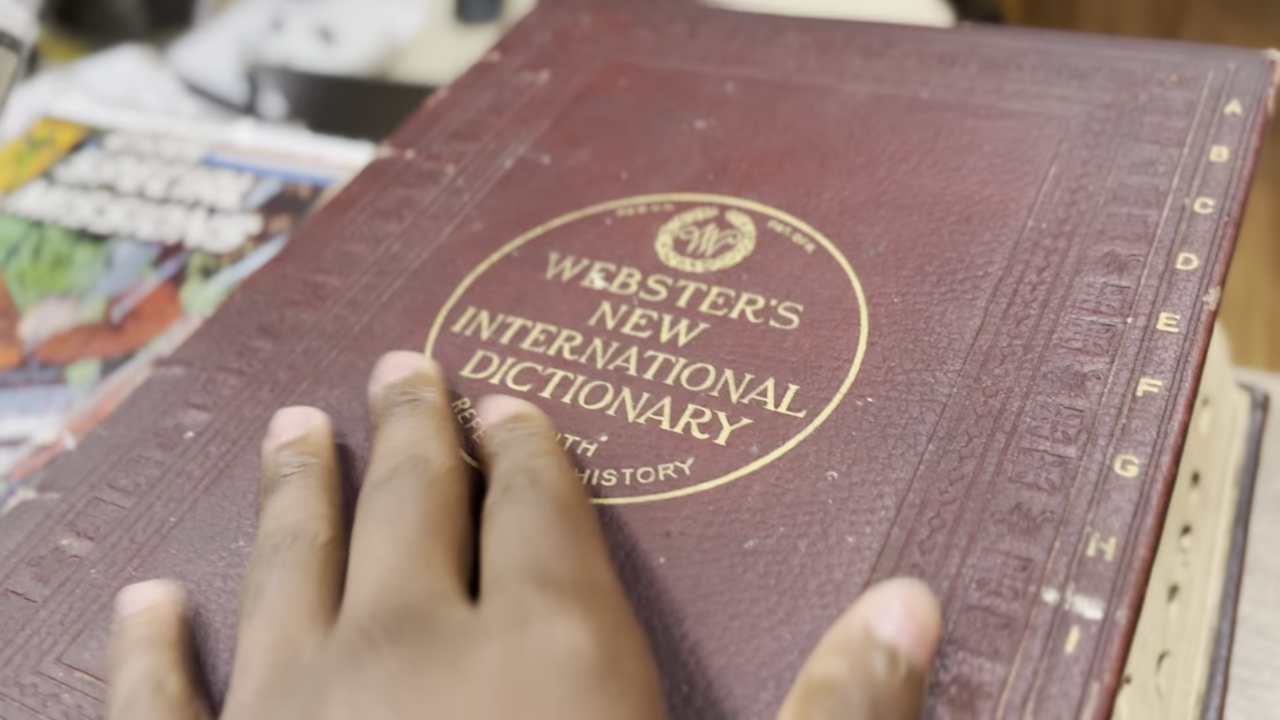 WEBSTER'S
NEW
INTERNATIONAL
DICTIONARY
HISTORY
A
B
C
D
E
F
G
H
I